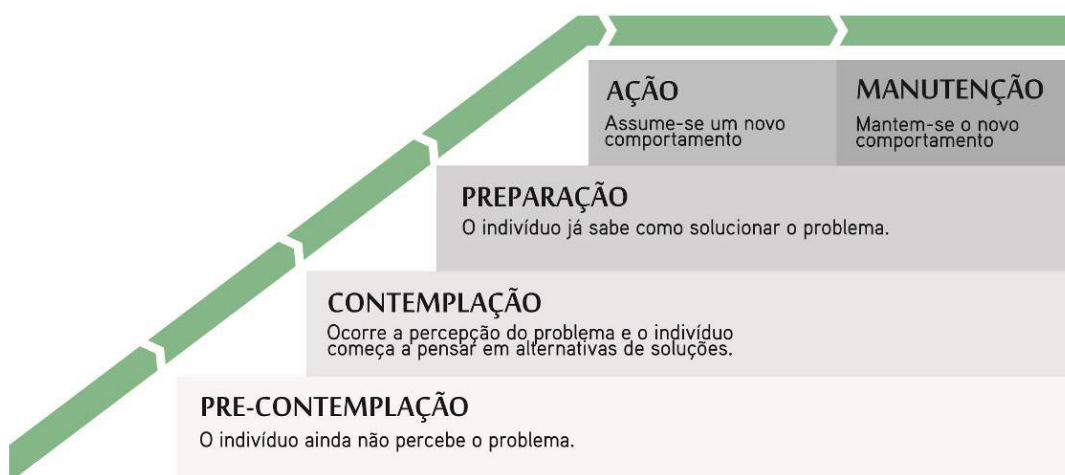 AÇÃO
Assume-se um novo
comportamento
MANUTENÇÃO
Mantem-se o novo
comportamento
PREPARAÇÃO
O indivíduo já sabe como solucionar o problema.
CONTEMPLAÇÃO
Ocorre a percepção do problema e o indivíduo
começa a pensar em alternativas de soluções.
PRE-CONTEMPLAÇÃO
O indivíduo ainda não percebe o problema.